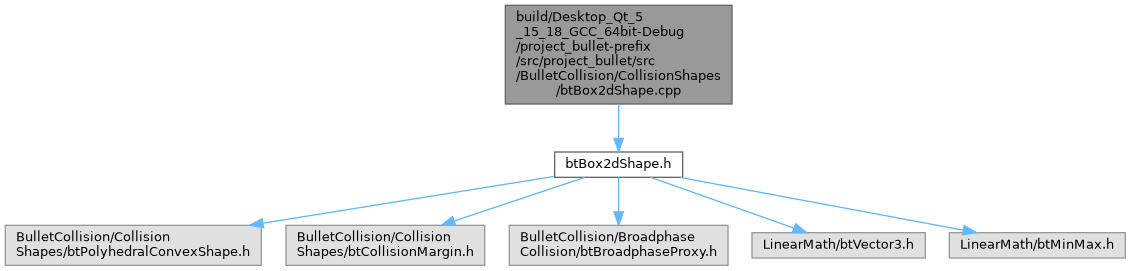 build/Desktop_Qt_5
_15_18_GCC_64bit-Debug
/project_bullet-prefix
/src/project_bullet/src
/BulletCollision/CollisionShapes
/btBox2dShape.cpp
btBox2dShape.h
BulletCollision/Collision
Shapes/btPolyhedralConvexShape.h
BulletCollision/Collision
Shapes/btCollisionMargin.h
BulletCollision/Broadphase
Collision/btBroadphaseProxy.h
LinearMath/btVector3.h
LinearMath/btMinMax.h